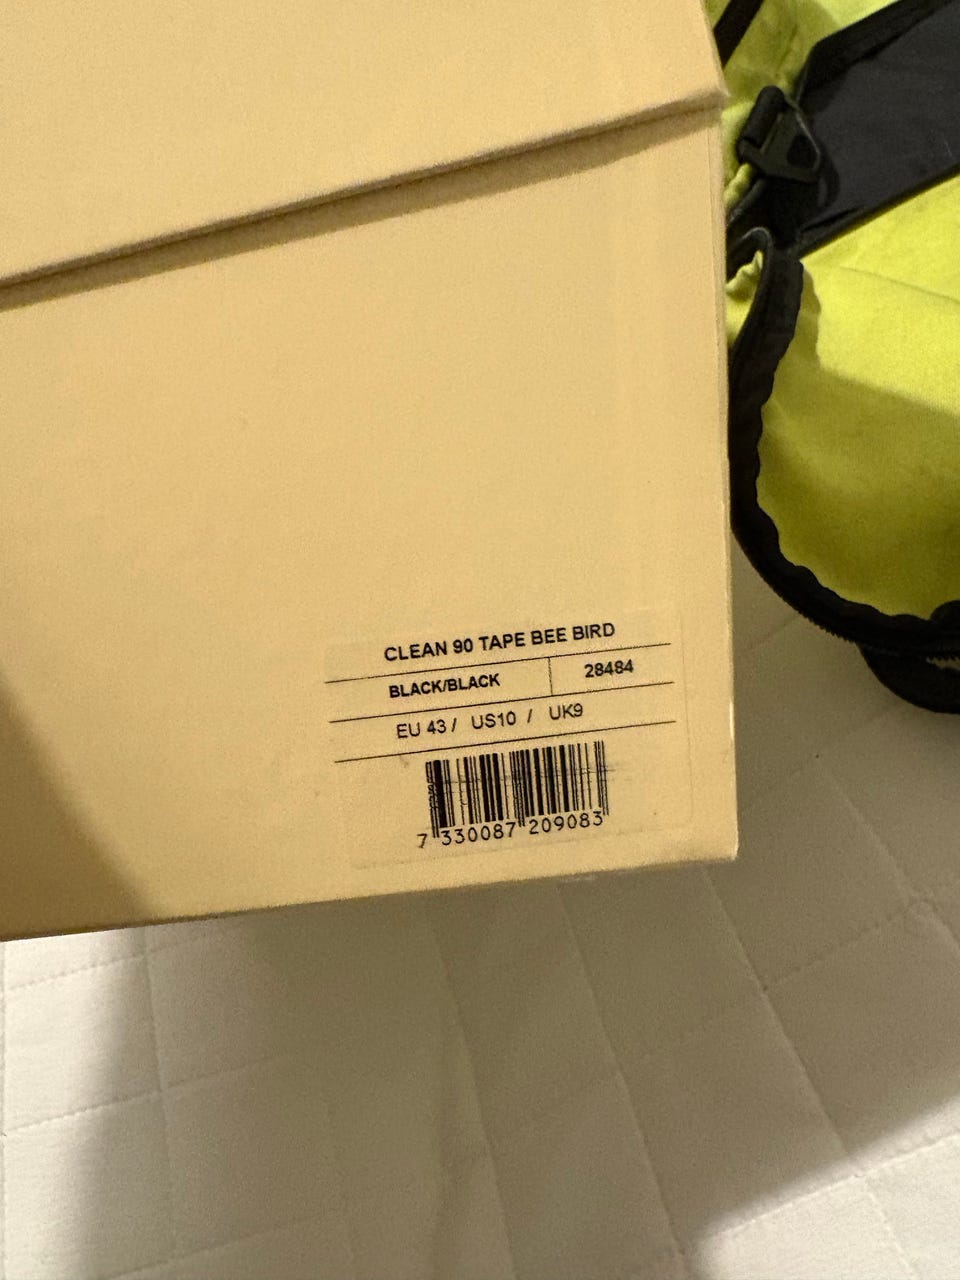 CLEAN 90 TAPE BEE BIRD
BLACK/BLACK 28484
EU 43 / US10 / UK9
7 330087 209083